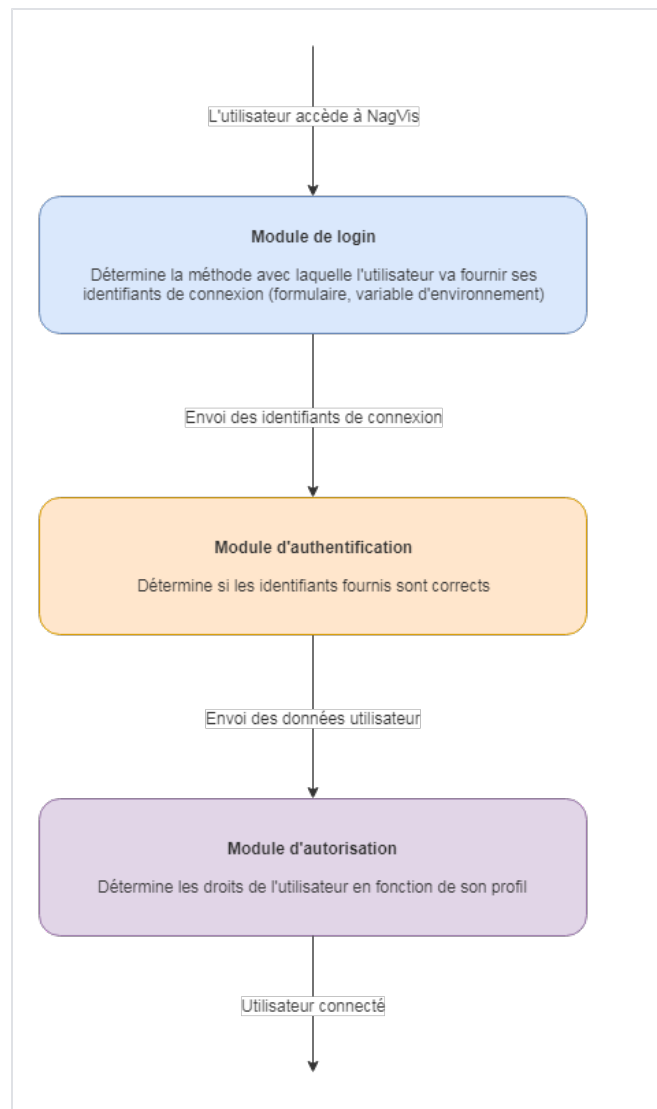 L'utilisateur accède à NagVis
Module de login
Détermine la méthode avec laquelle l'utilisateur va fournir ses
identifiants de connexion (formulaire, variable d'environnement)
Envoi des identifiants de connexion
Module d'authentification
Détermine si les identifiants fournis sont corrects
Envoi des données utilisateur
Module d'autorisation
Détermine les droits de l'utilisateur en fonction de son profil
Utilisateur connecté